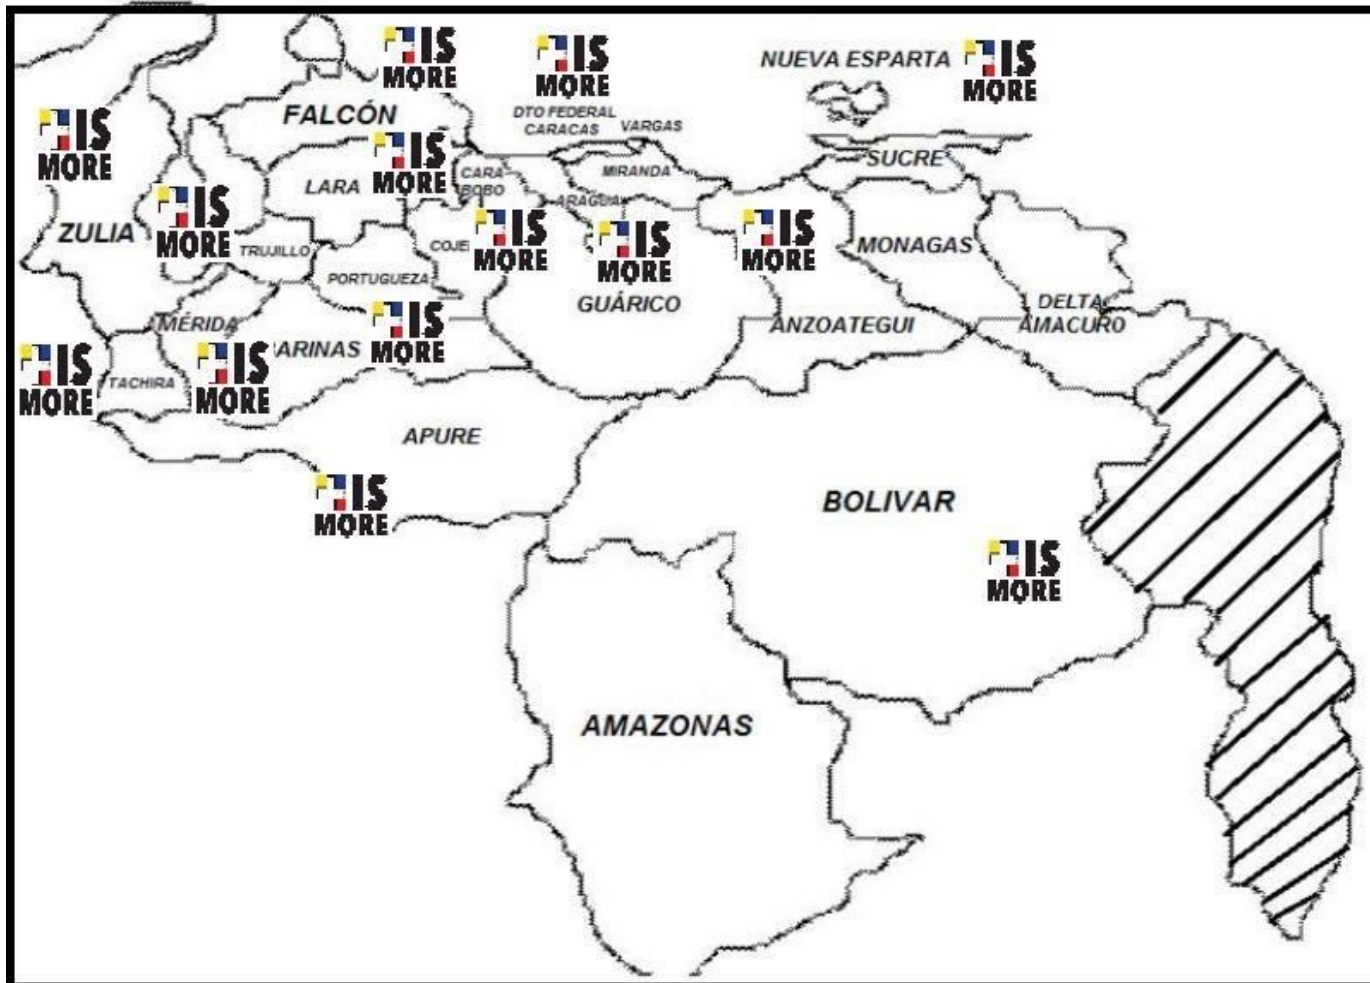 IS
MORE
IS
MORE
NUEVA ESPARTA
IS
MORE
FALCÓN
DTO FEDERAL
CARACAS
VARGAS
IS
MORE
IS
MORE
SUCRE
LARA
CARA
BOBO
MIRANDA
ARAGUA
IS
MORE
ZULIA
TRUJILLO
COJE
IS
MORE
IS
MORE
IS
MORE
MONAGAS
PORTUGUEZA
GUÁRICO
DELTA
AMACURO
MÉRIDA
ARINAS
IS
MORE
ANZOATEGUI
IS
MORE
TACHIRA
IS
MORE
APURE
IS
MORE
BOLIVAR
IS
MORE
AMAZONAS